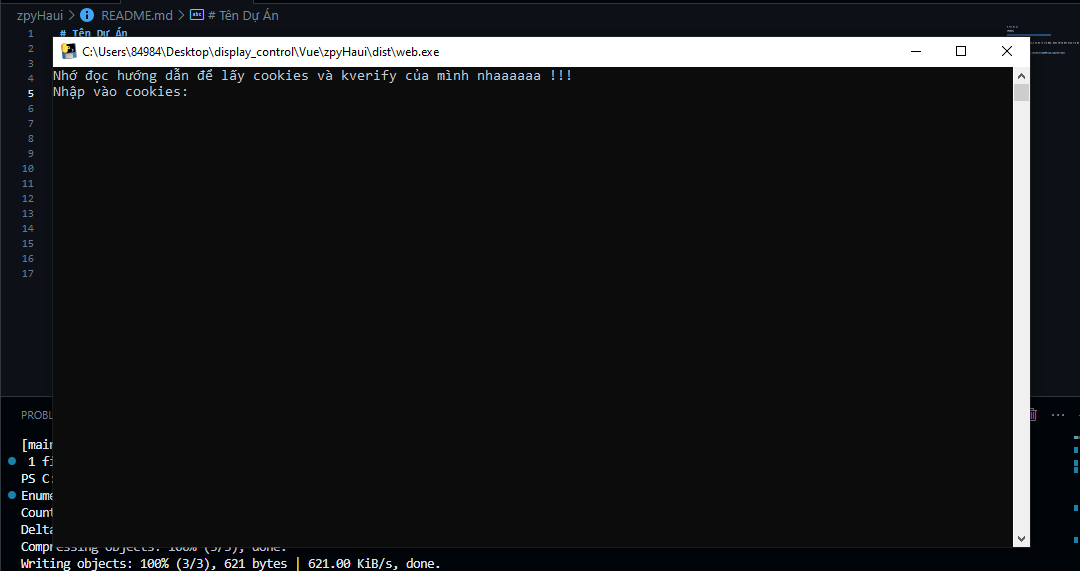 zpyHaui > README.md > # Tên Dự Án
1 # Tên Dự Án
2
3
4
5
6
7
8
9
10
11
12
13
14
15
16
17
C:\Users\84984\Desktop\display_control\Vue\zpyHaui\dist\web.exe
Nhớ đọc hướng dẫn để lấy cookies và kverify của mình nhaaaaaa !!!
Nhập vào cookies:
PROBL
[main
1 fi
PS C:
Enume
Count
Delta
Compressing objects: 100% (3/3), done.
Writing objects: 100% (3/3), 621 bytes | 621.00 KiB/s, done.